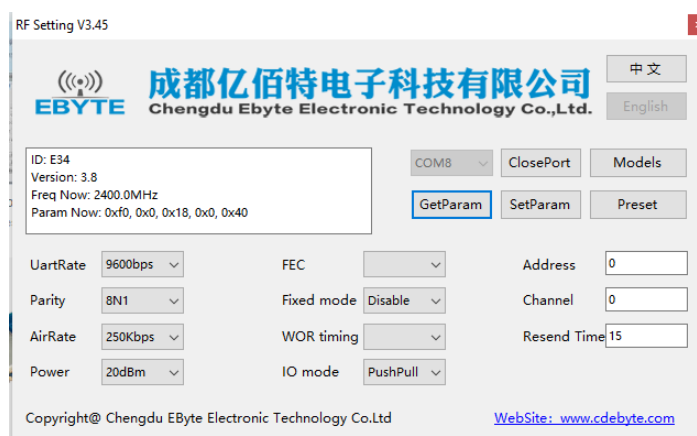 RF Setting V3.45
EBYTE
成都亿佰特电子科技有限公司
Chengdu Ebyte Electronic Technology Co.,Ltd.
中文
English
ID: E34
Version: 3.8
Freq Now: 2400.0MHz
Param Now: 0xf0, 0x0, 0x18, 0x0, 0x40
COM8 ClosePort Models
GetParam SetParam Preset
UartRate 9600bps FEC Address 0
Parity 8N1 Fixed mode Disable Channel 0
AirRate 250Kbps WOR timing Resend Time 15
Power 20dBm IO mode PushPull
Copyright@ Chengdu EByte Electronic Technology Co.Ltd WebSite: www.cdebyte.com